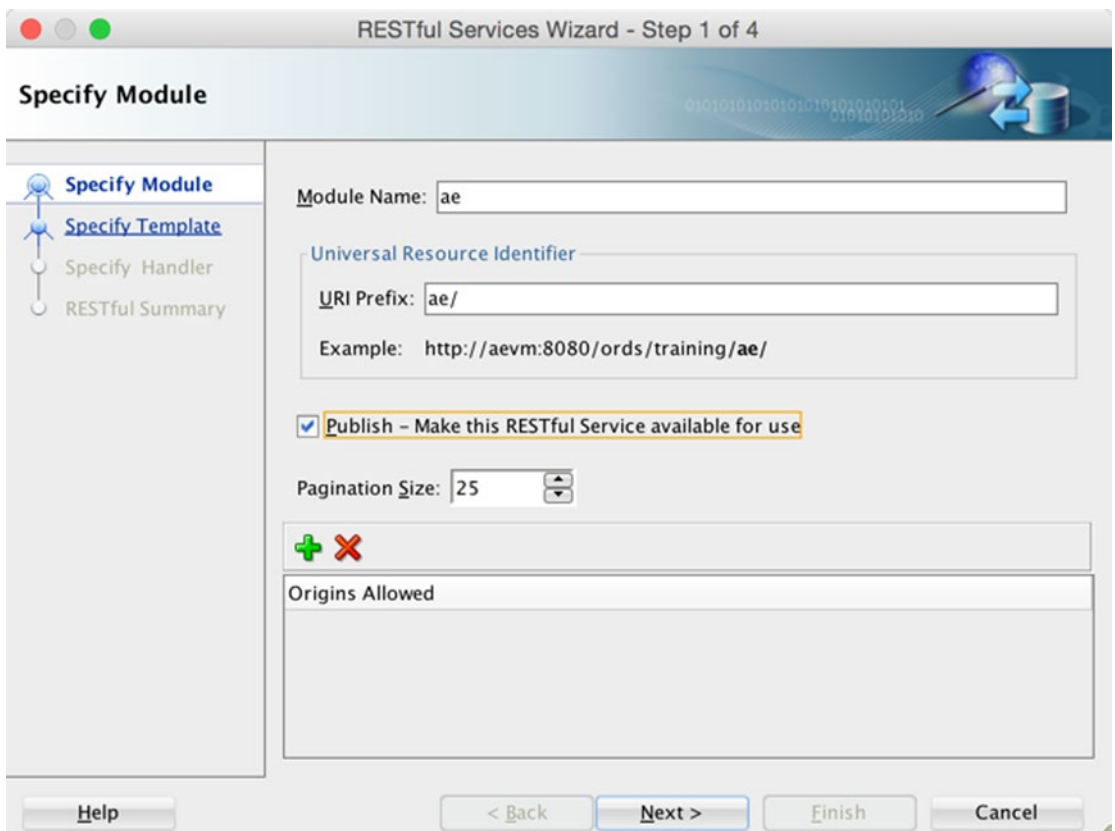 RESTful Services Wizard - Step 1 of 4
Specify Module
01010101010101010101010101
01010101010
Specify Module
Specify Template
Specify Handler
RESTful Summary
Module Name: ae
Universal Resource Identifier
URI Prefix: ae/
Example: http://aevm:8080/ords/training/ae/
Publish - Make this RESTful Service available for use
Pagination Size: 25
Origins Allowed
Help
< Back
Next >
Finish
Cancel